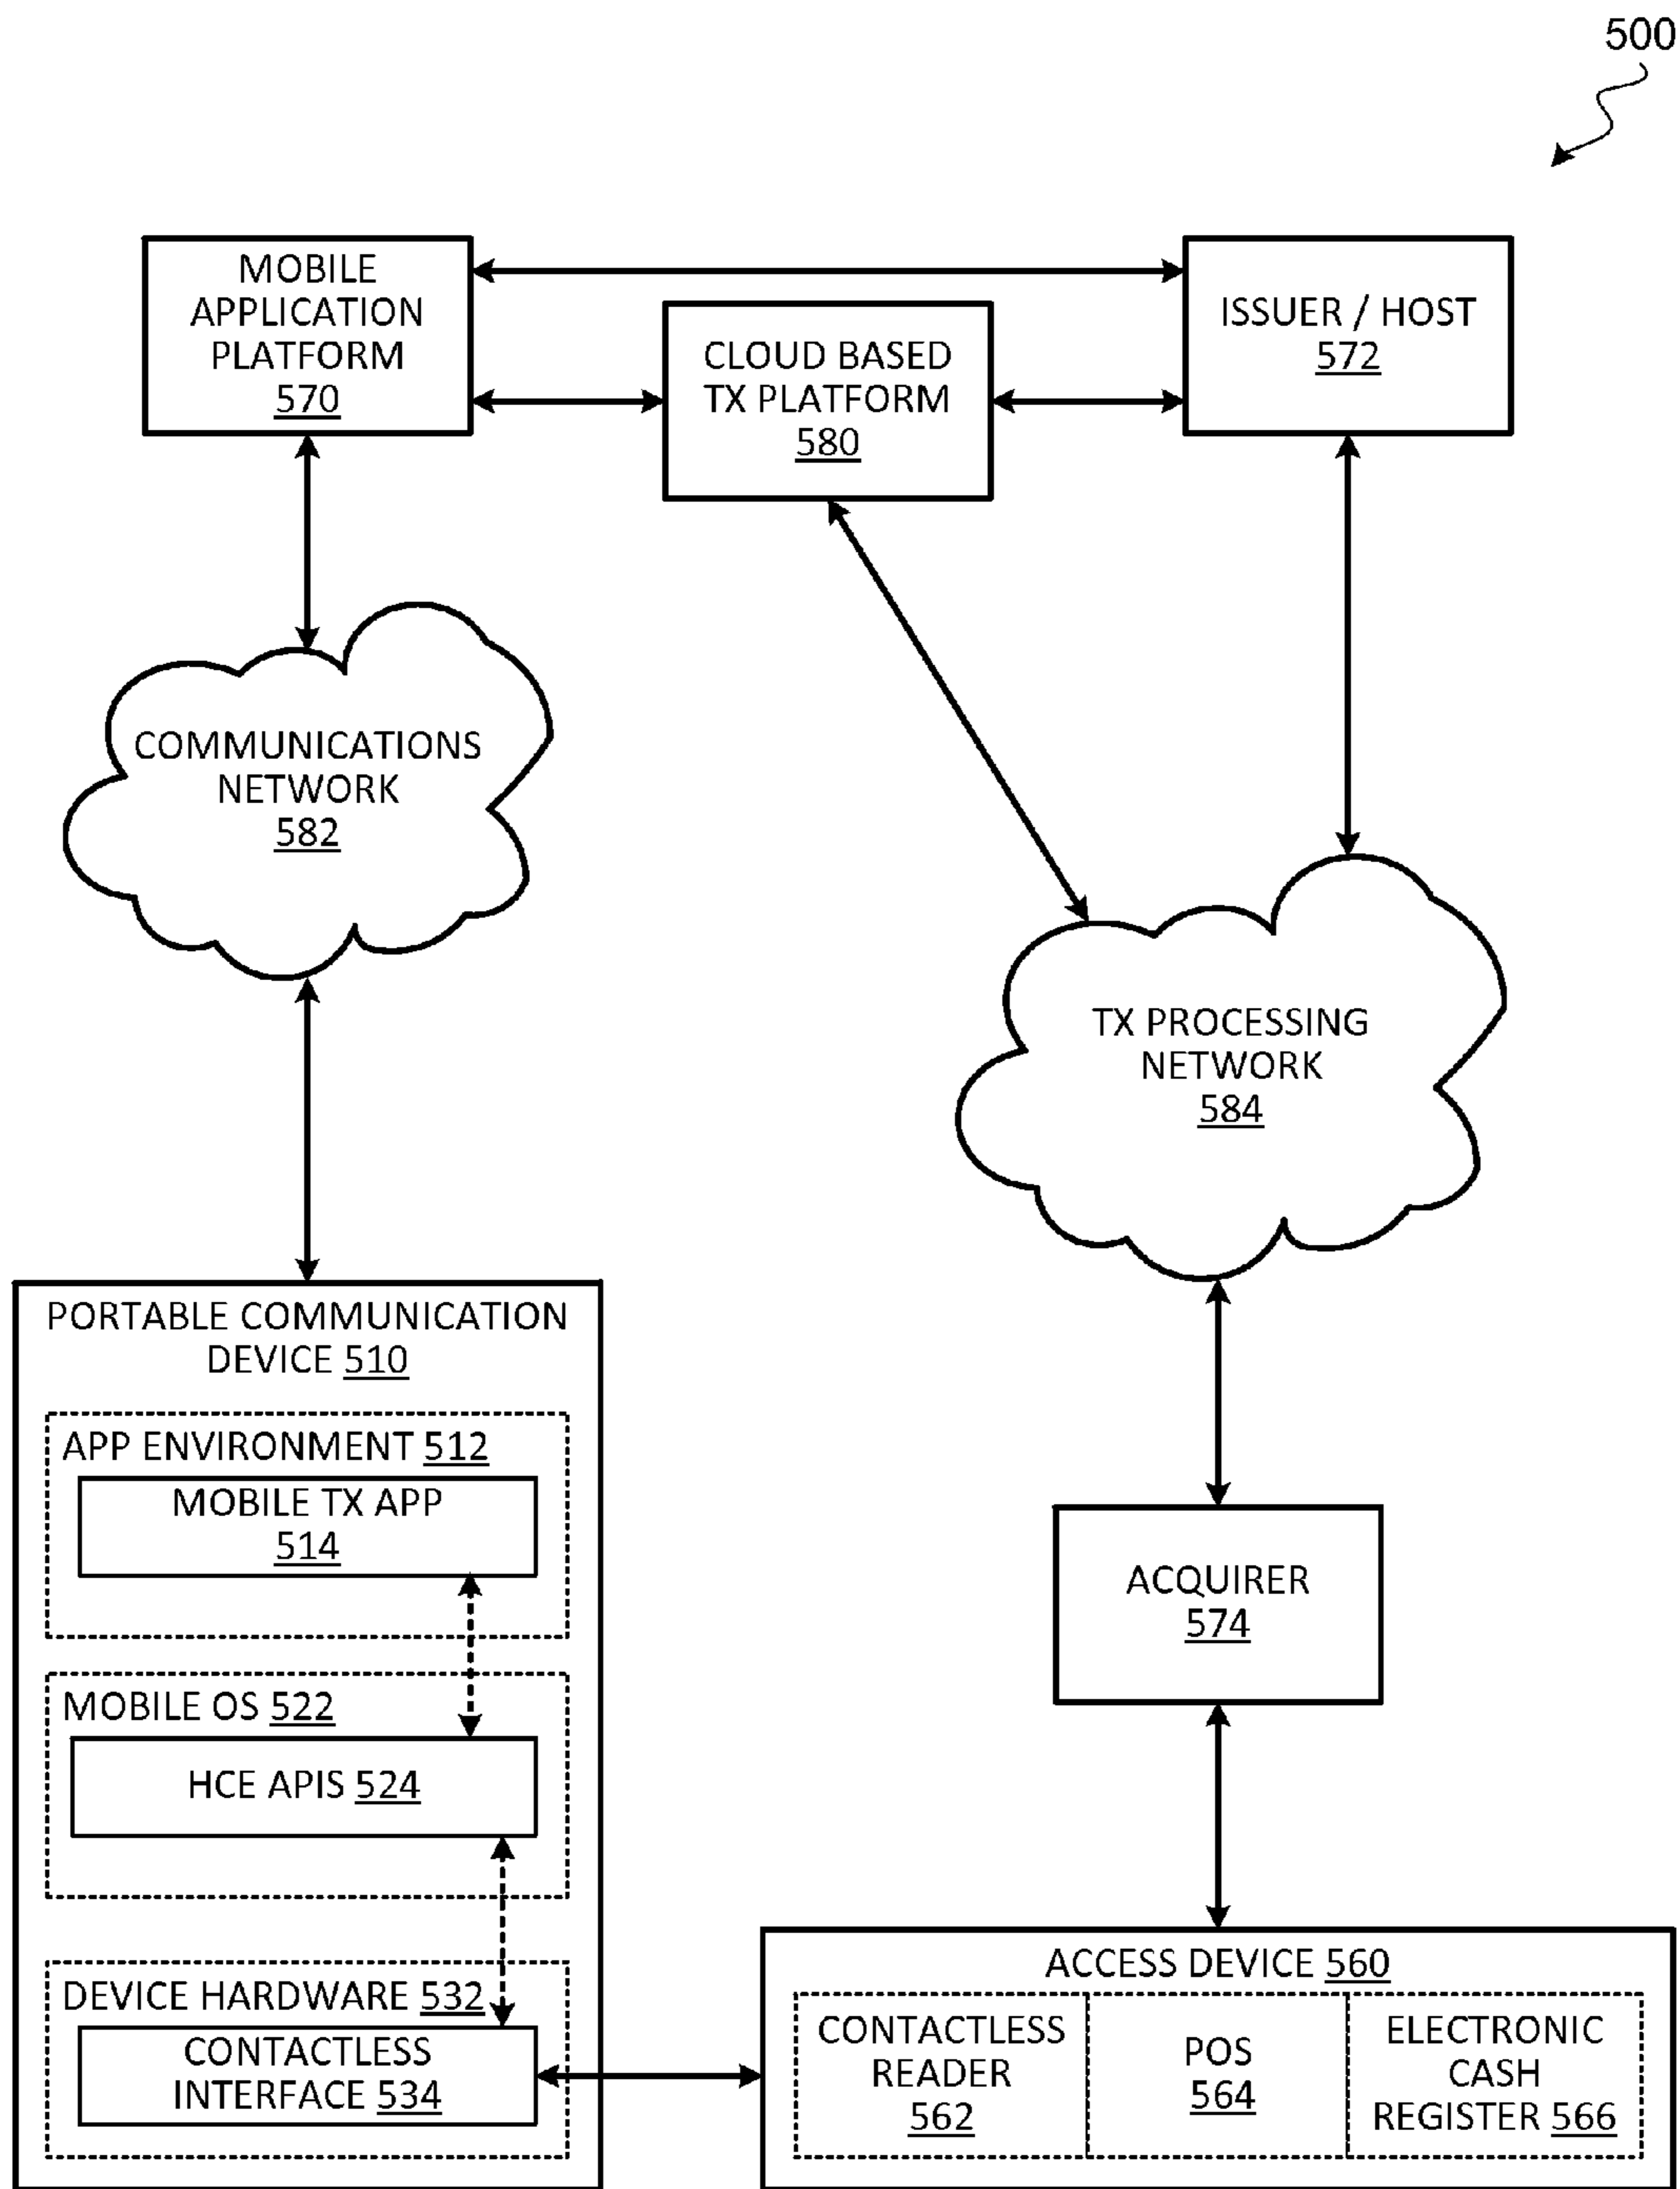 500
MOBILE
APPLICATION
PLATFORM
570
CLOUD BASED
TX PLATFORM
580
ISSUER / HOST
572
COMMUNICATIONS
NETWORK
582
TX PROCESSING
NETWORK
584
PORTABLE COMMUNICATION
DEVICE 510
APP ENVIRONMENT 512
MOBILE TX APP
514
MOBILE OS 522
HCE APIS 524
DEVICE HARDWARE 532
CONTACTLESS
INTERFACE 534
ACQUIRER
574
ACCESS DEVICE 560
CONTACTLESS
READER
562
POS
564
ELECTRONIC
CASH
REGISTER 566